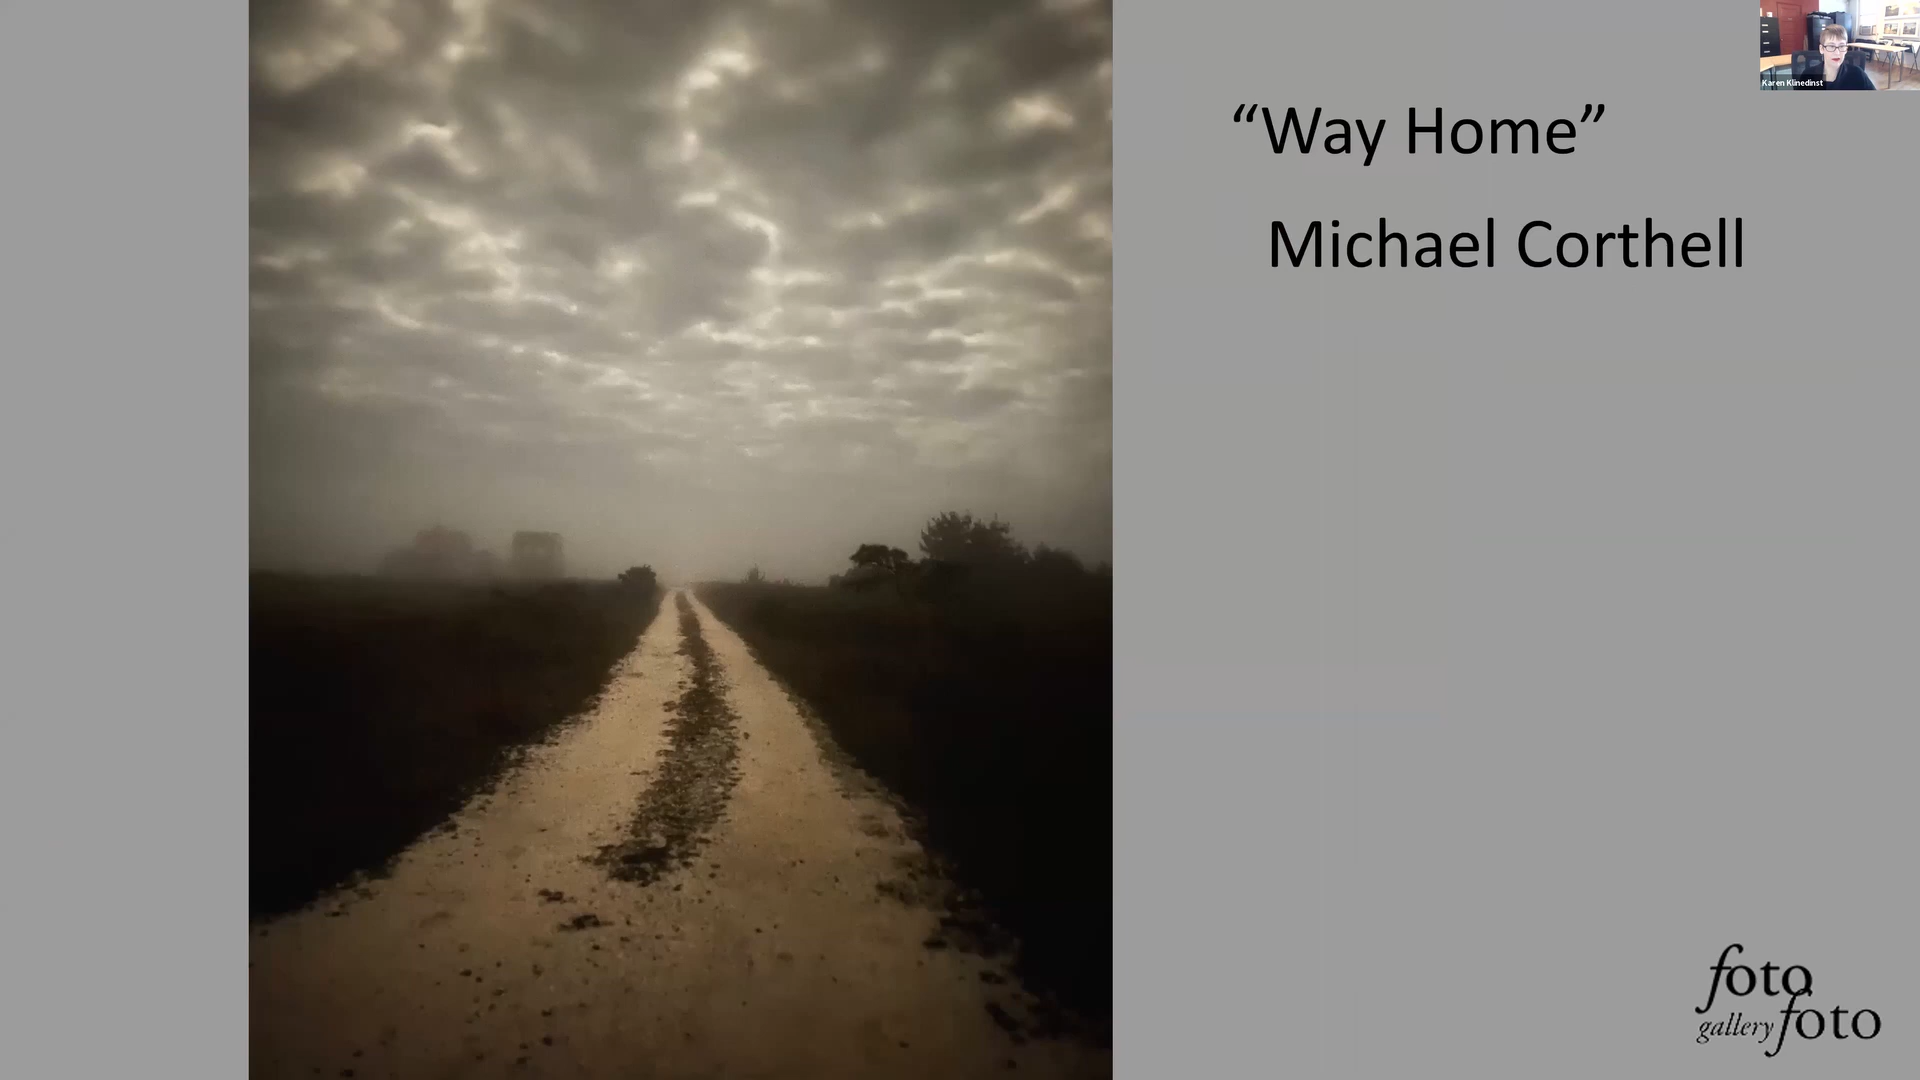 Karen Klinedinst
“Way Home”
Michael Corthell
foto
gallery foto